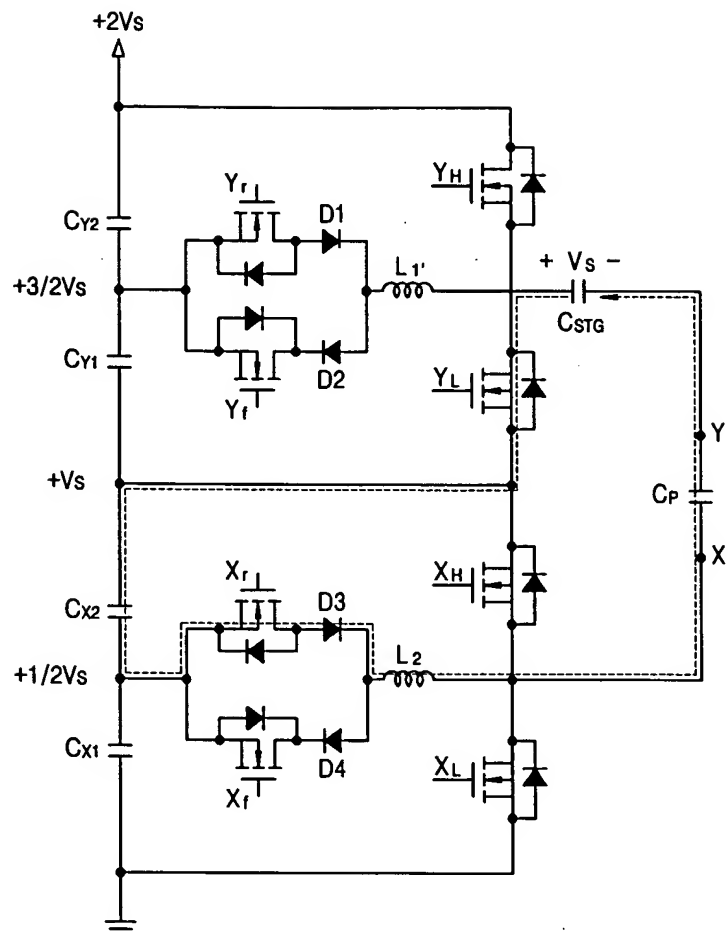 +2Vs
YH
Yr
D1
CY2
L1'
+ Vs −
+3/2Vs
CSTG
CY1
D2
YL
Yf
Y
+Vs
CP
X
Xr
XH
D3
CX2
L2
+1/2Vs
CX1
D4
XL
Xf